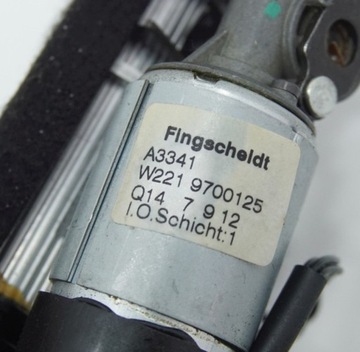 Fingscheidt
A3341
W221 9700125
Q14 7 9 12
I.O.Schicht:1